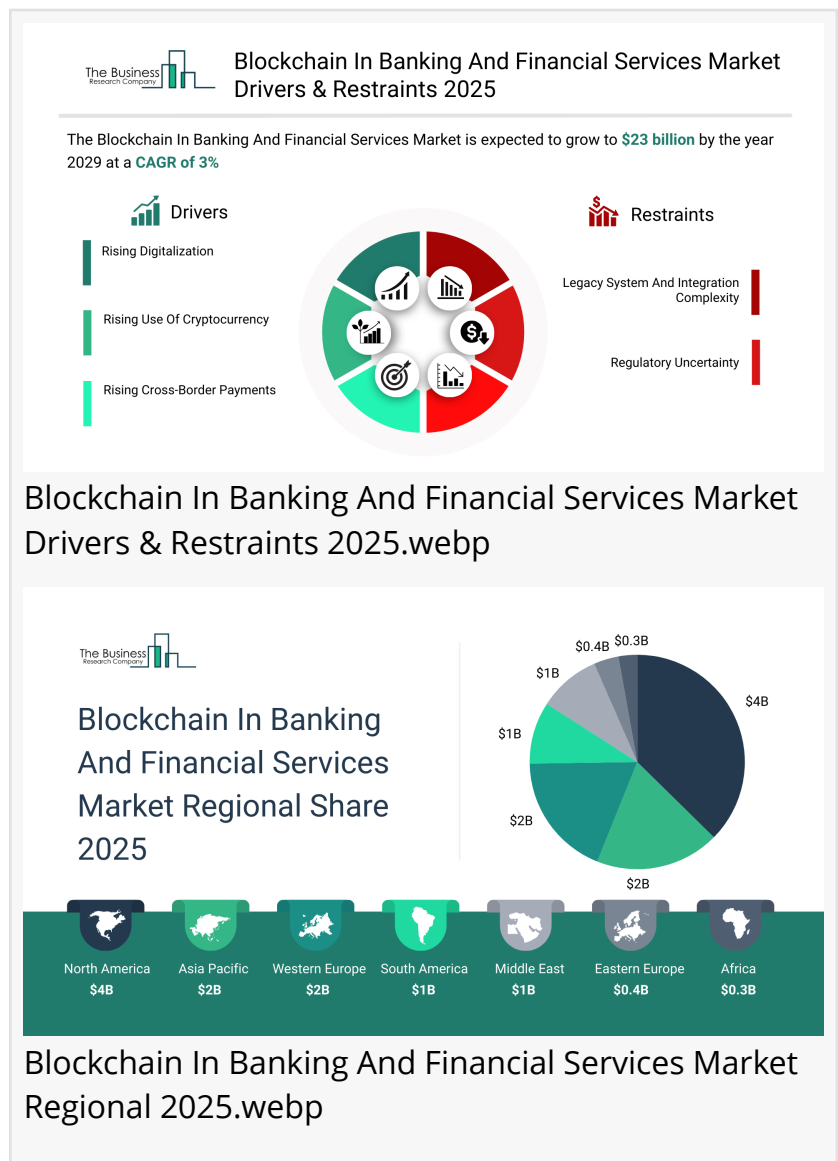 The Business
Research Company
Blockchain In Banking And Financial Services Market
Drivers & Restraints 2025
The Blockchain In Banking And Financial Services Market is expected to grow to $23 billion by the year
2029 at a CAGR of 3%
Drivers
Rising Digitalization
Rising Use Of Cryptocurrency
Rising Cross-Border Payments
$
$
Restraints
Legacy System And Integration
Complexity
Regulatory Uncertainty
Blockchain In Banking And Financial Services Market
Drivers & Restraints 2025.webp
The Business
Research Company
Blockchain In Banking
And Financial Services
Market Regional Share
2025
$0.4B
$0.3B
$1B
$4B
$1B
$2B
$2B
North America
Asia Pacific
Western Europe
South America
Middle East
Eastern Europe
Africa
$4B
$2B
$2B
$1B
$1B
$0.4B
$0.3B
Blockchain In Banking And Financial Services Market
Regional 2025.webp